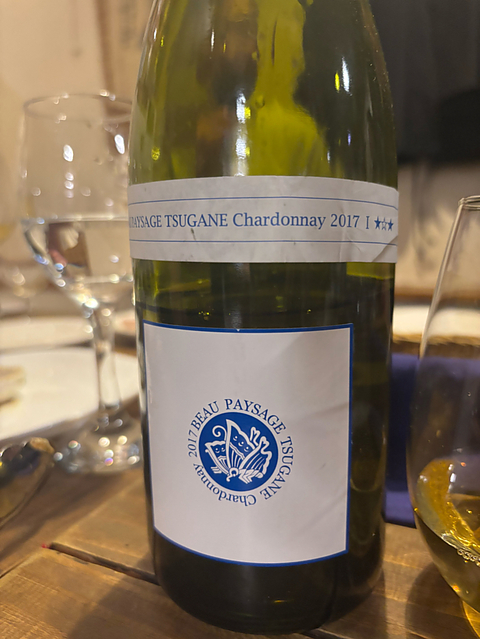 PAYSAGE TSUGANE Chardonnay 2017 I ★☆★
BEAU PAYSAGE TSUGANE Chardonnay 2017